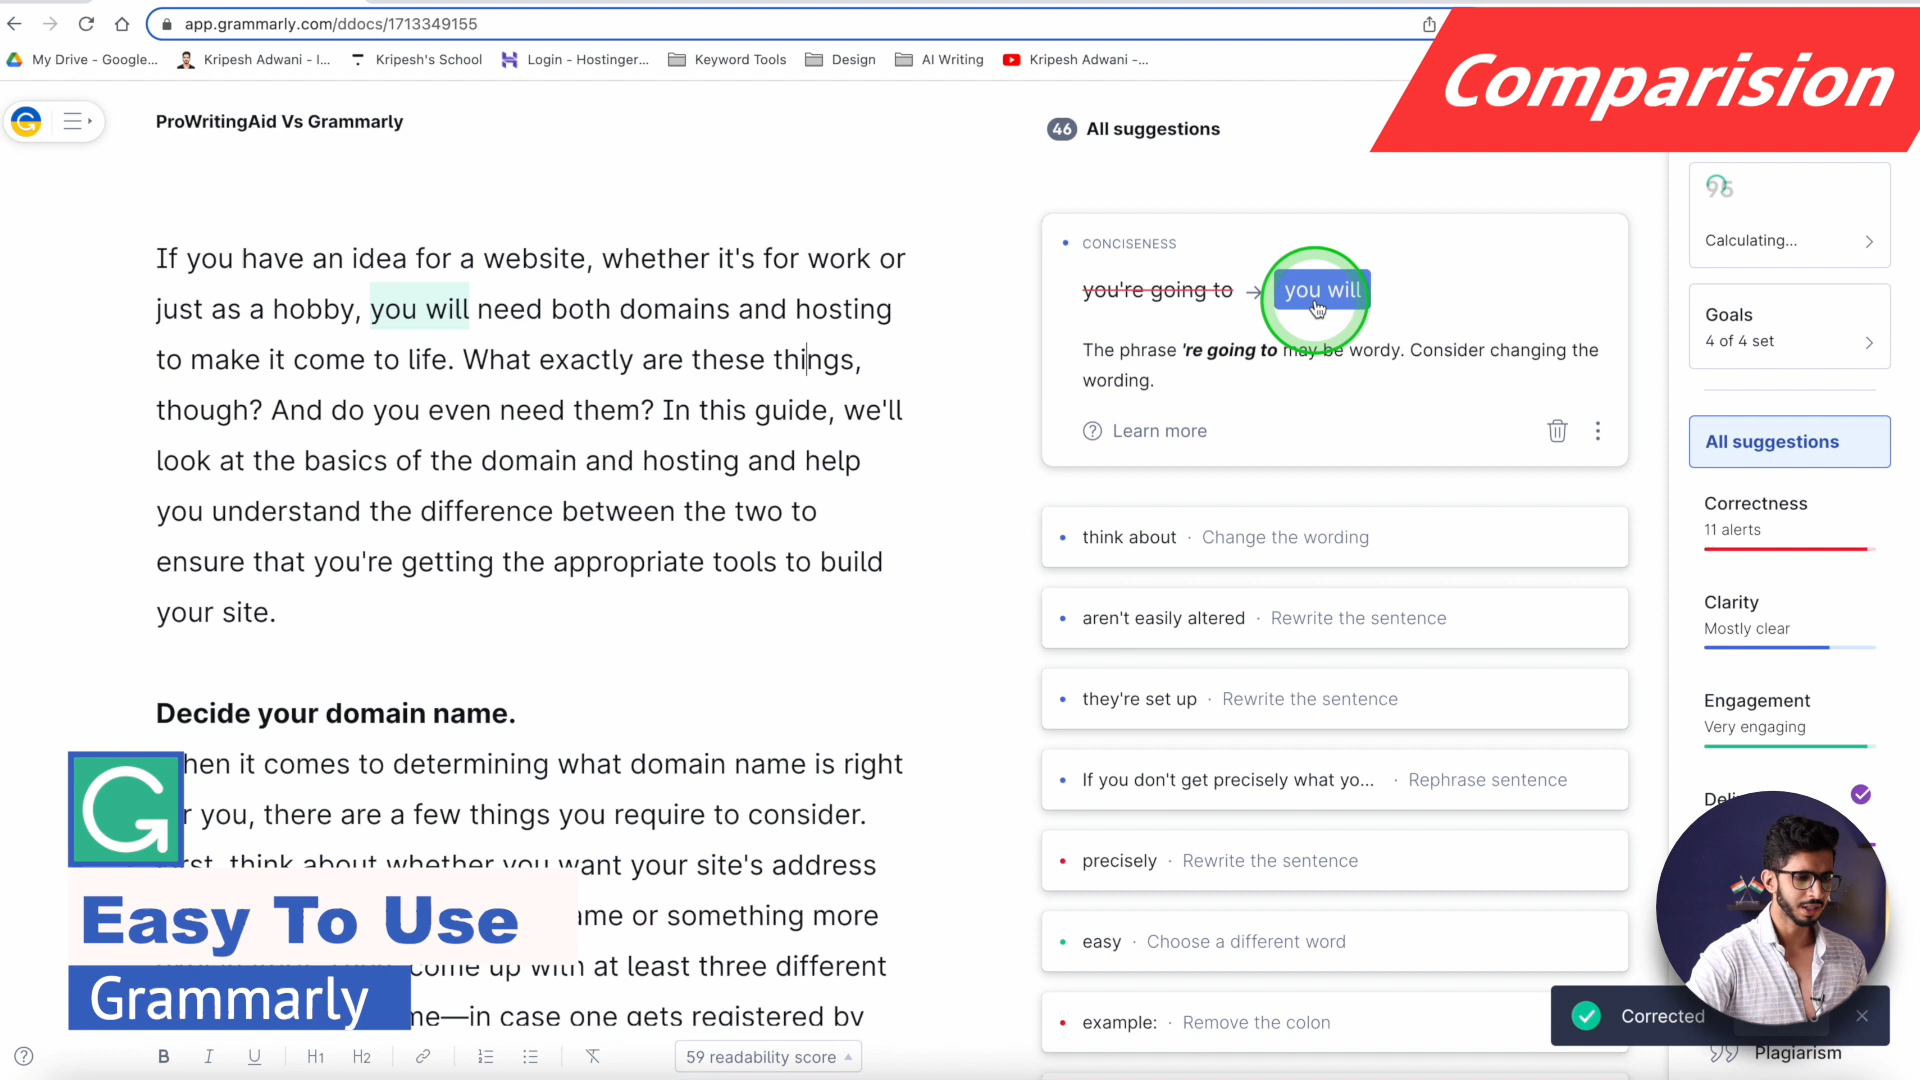 app.grammarly.com/ddocs/1713349155
My Drive - Google...
Kripesh Adwani - I...
Kripesh's School
Login - Hostinger...
Keyword Tools
Design
AI Writing
Kripesh Adwani -...
Comparision
ProWritingAid Vs Grammarly
If you have an idea for a website, whether it's for work or
just as a hobby, you will need both domains and hosting
to make it come to life. What exactly are these things,
though? And do you even need them? In this guide, we'll
look at the basics of the domain and hosting and help
you understand the difference between the two to
ensure that you're getting the appropriate tools to build
your site.
Decide your domain name.
hen it comes to determining what domain name is right
r you, there are a few things you require to consider.
rst, think about whether you want your site's address
ame or something more
come up with at least three different
me—in case one gets registered by
Easy To Use
Grammarly
B I U H1 H2
59 readability score
46 All suggestions
CONCISENESS
you're going to → you will
The phrase 're going to may be wordy. Consider changing the
wording.
Learn more
think about · Change the wording
aren't easily altered · Rewrite the sentence
they're set up · Rewrite the sentence
If you don't get precisely what yo... · Rephrase sentence
precisely · Rewrite the sentence
easy · Choose a different word
example: · Remove the colon
95
Calculating...
Goals
4 of 4 set
All suggestions
Correctness
11 alerts
Clarity
Mostly clear
Engagement
Very engaging
Corrected
Plagiarism